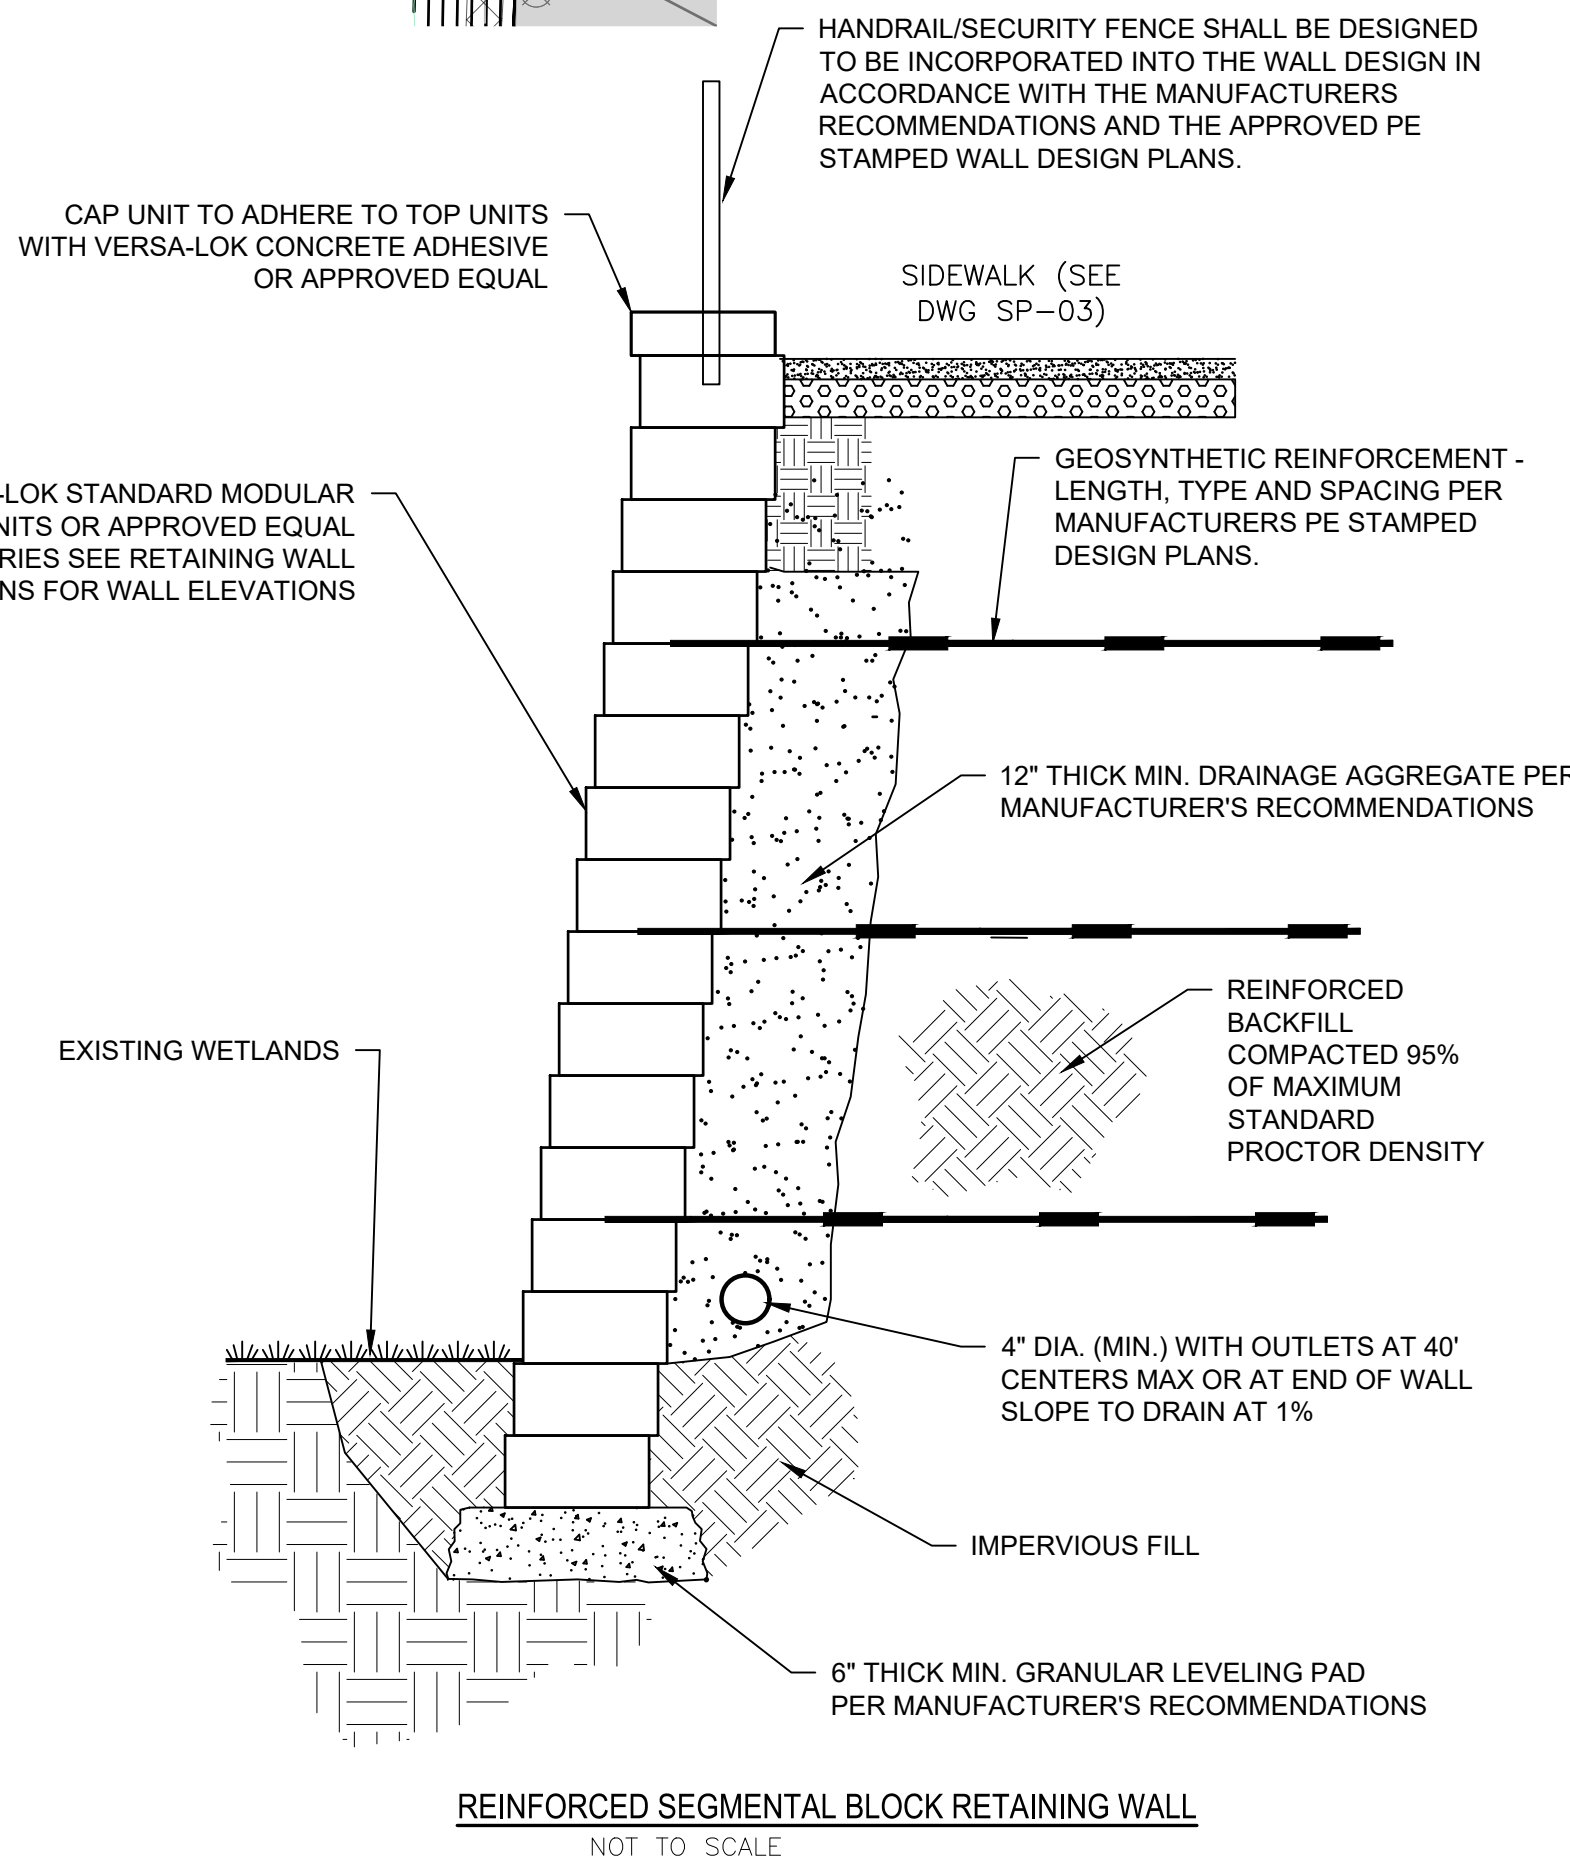 HANDRAIL/SECURITY FENCE SHALL BE DESIGNED
TO BE INCORPORATED INTO THE WALL DESIGN IN
ACCORDANCE WITH THE MANUFACTURERS
RECOMMENDATIONS AND THE APPROVED PE
STAMPED WALL DESIGN PLANS.
CAP UNIT TO ADHERE TO TOP UNITS
WITH VERSA-LOK CONCRETE ADHESIVE
OR APPROVED EQUAL
SIDEWALK (SEE
DWG SP-03)
GEOSYNTHETIC REINFORCEMENT -
LENGTH, TYPE AND SPACING PER
MANUFACTURERS PE STAMPED
DESIGN PLANS.
-LOK STANDARD MODULAR
NITS OR APPROVED EQUAL
RIES SEE RETAINING WALL
NS FOR WALL ELEVATIONS
12" THICK MIN. DRAINAGE AGGREGATE PER
MANUFACTURER'S RECOMMENDATIONS
REINFORCED
BACKFILL
COMPACTED 95%
OF MAXIMUM
STANDARD
PROCTOR DENSITY
EXISTING WETLANDS
4" DIA. (MIN.) WITH OUTLETS AT 40'
CENTERS MAX OR AT END OF WALL
SLOPE TO DRAIN AT 1%
IMPERVIOUS FILL
6" THICK MIN. GRANULAR LEVELING PAD
PER MANUFACTURER'S RECOMMENDATIONS
REINFORCED SEGMENTAL BLOCK RETAINING WALL
NOT TO SCALE